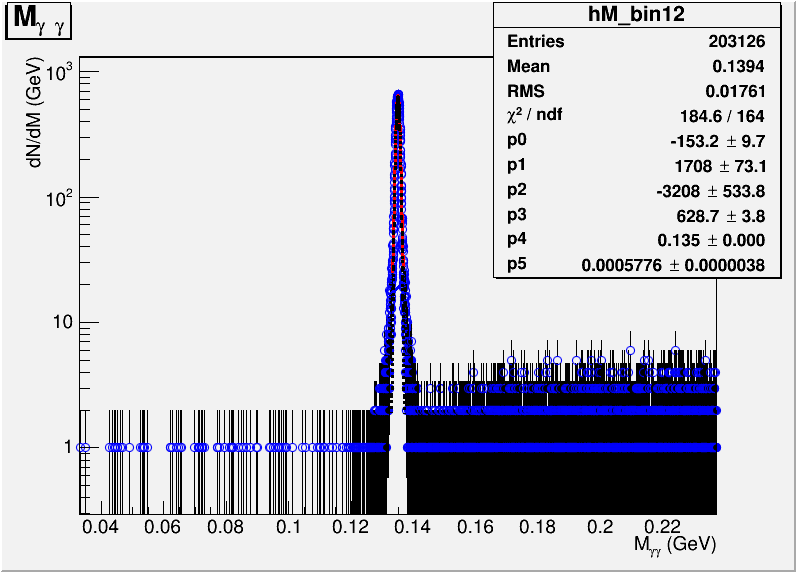 M γ γ
hM_bin12
Entries 203126
Mean 0.1394
RMS 0.01761
χ² / ndf 184.6 / 164
p0 -153.2 ± 9.7
p1 1708 ± 73.1
p2 -3208 ± 533.8
p3 628.7 ± 3.8
p4 0.135 ± 0.000
p5 0.0005776 ± 0.0000038
dN/dM (GeV)
10³
10²
10
1
0.04 0.06 0.08 0.1 0.12 0.14 0.16 0.18 0.2 0.22
Mγγ (GeV)